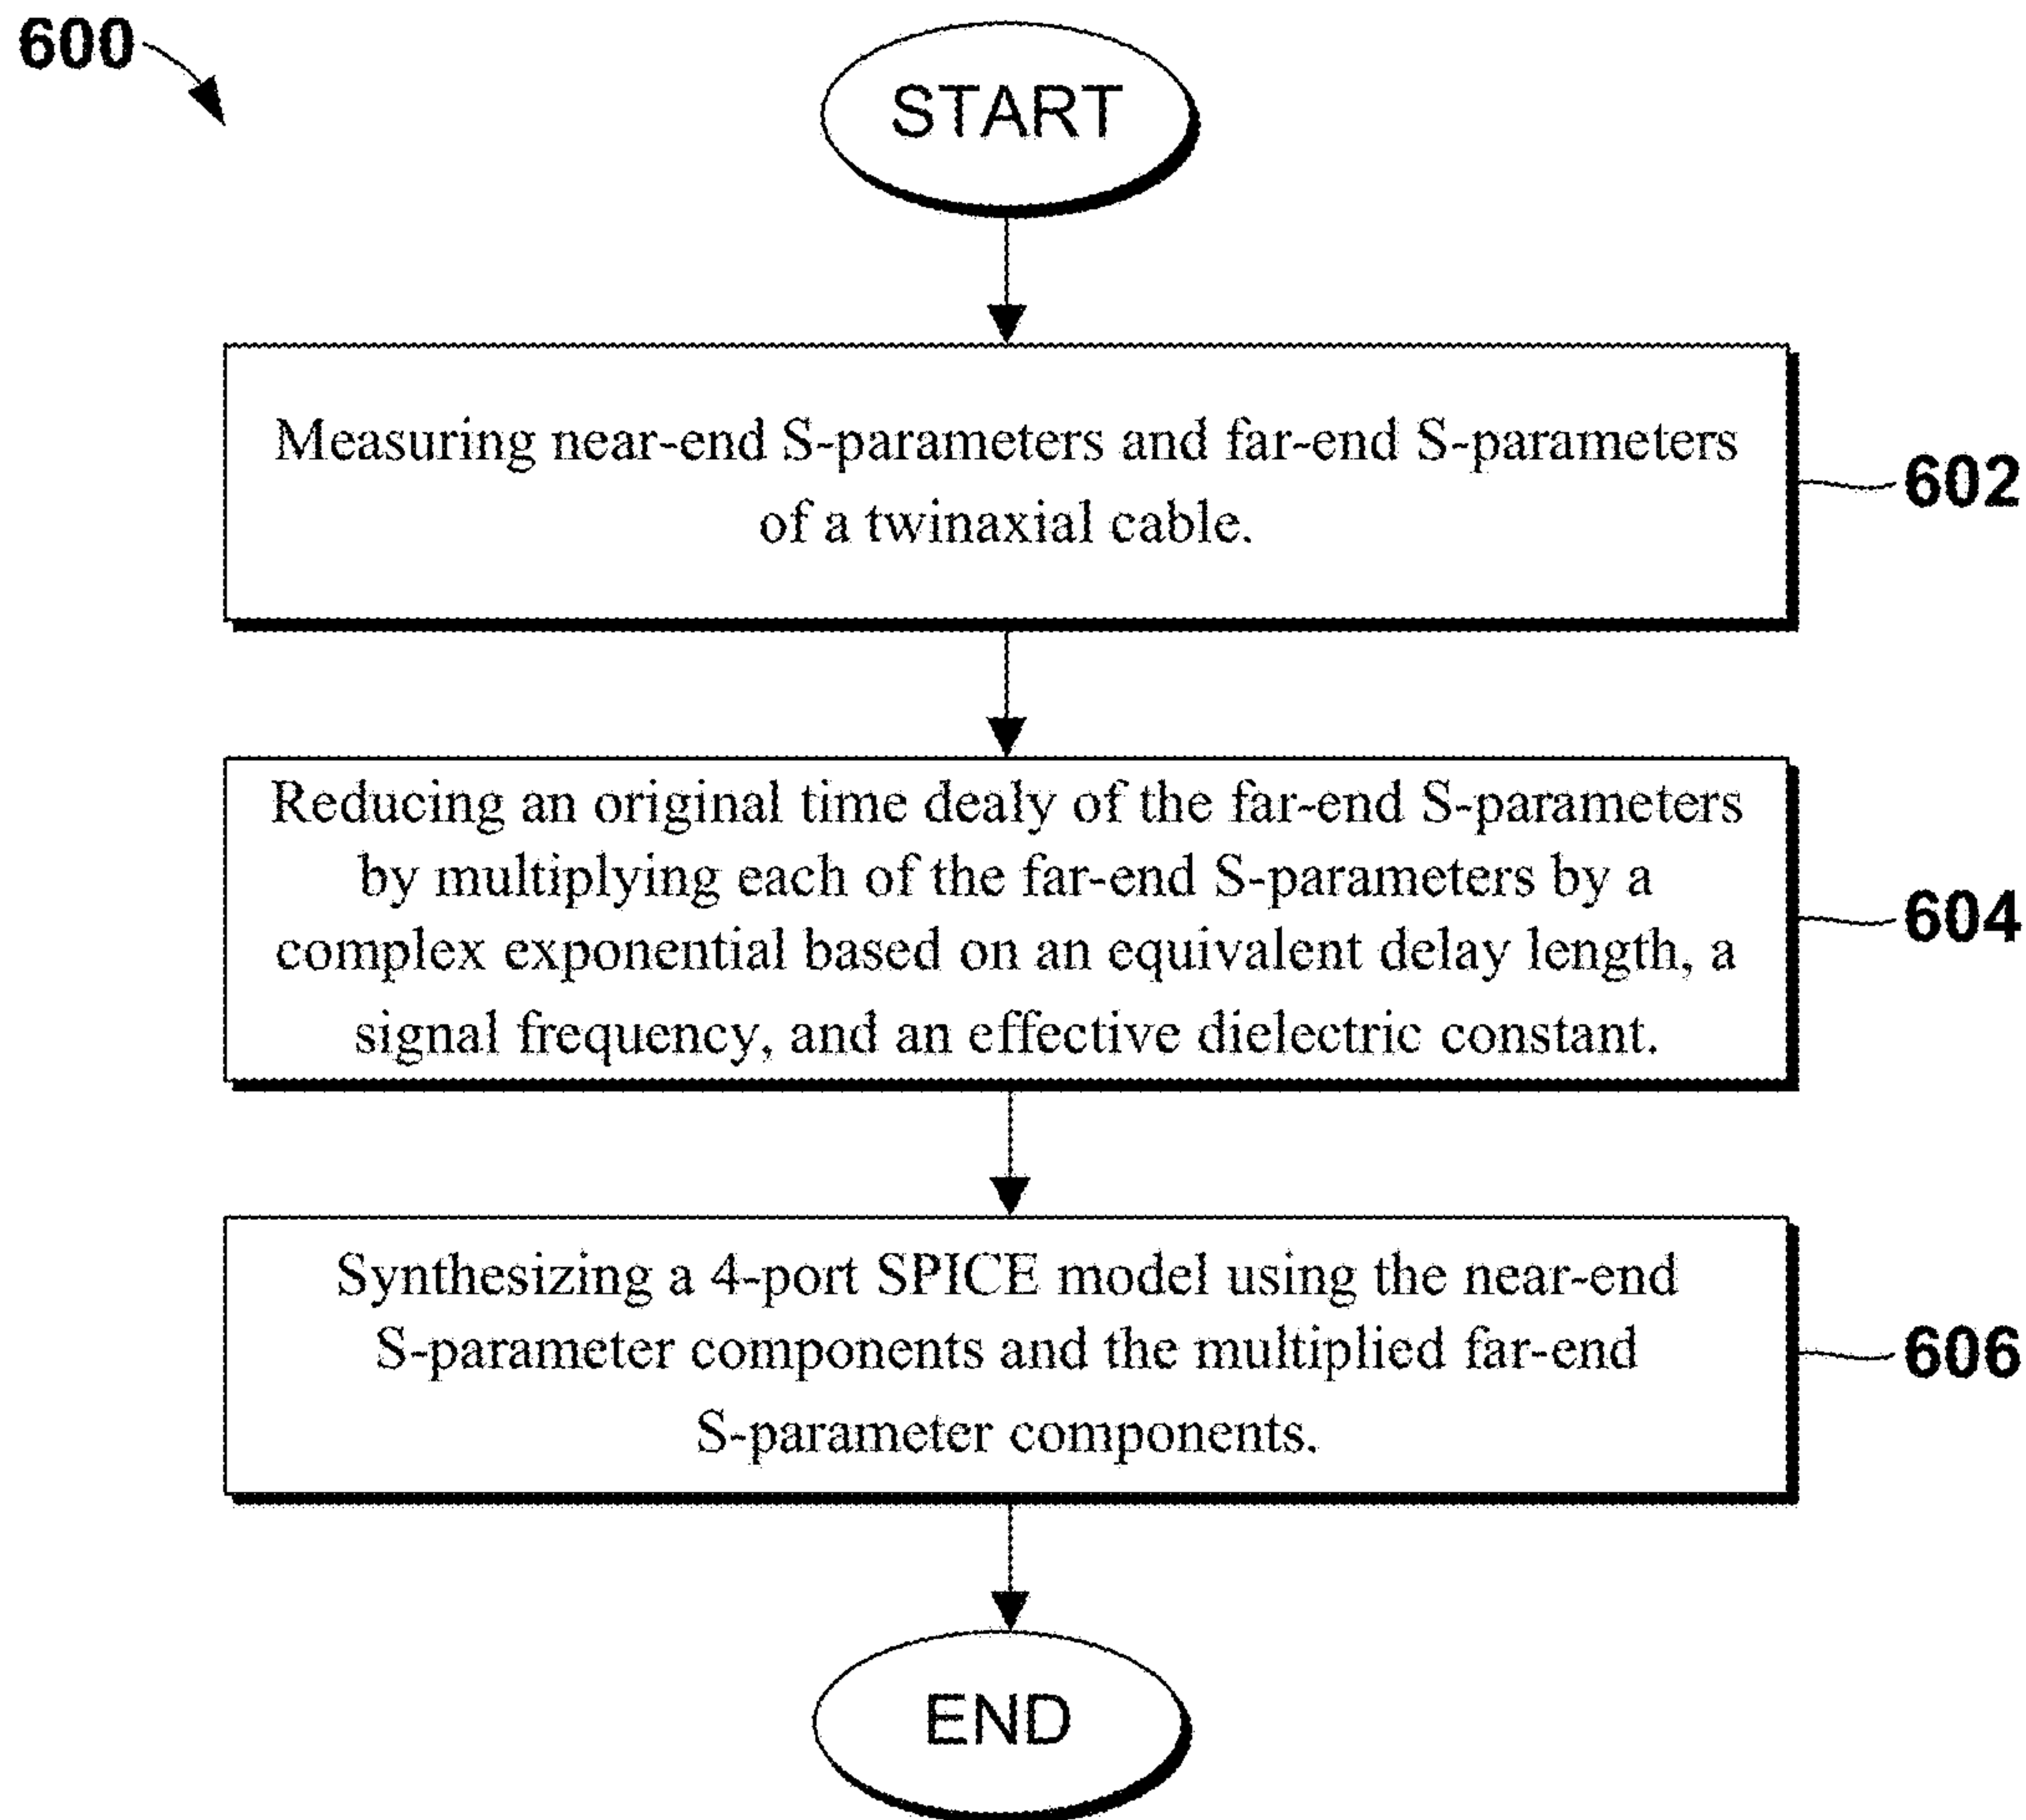 600
START
Measuring near-end S-parameters and far-end S-parameters
of a twinaxial cable.
602
Reducing an original time dealy of the far-end S-parameters
by multiplying each of the far-end S-parameters by a
complex exponential based on an equivalent delay length, a
signal frequency, and an effective dielectric constant.
604
Synthesizing a 4-port SPICE model using the near-end
S-parameter components and the multiplied far-end
S-parameter components.
606
END